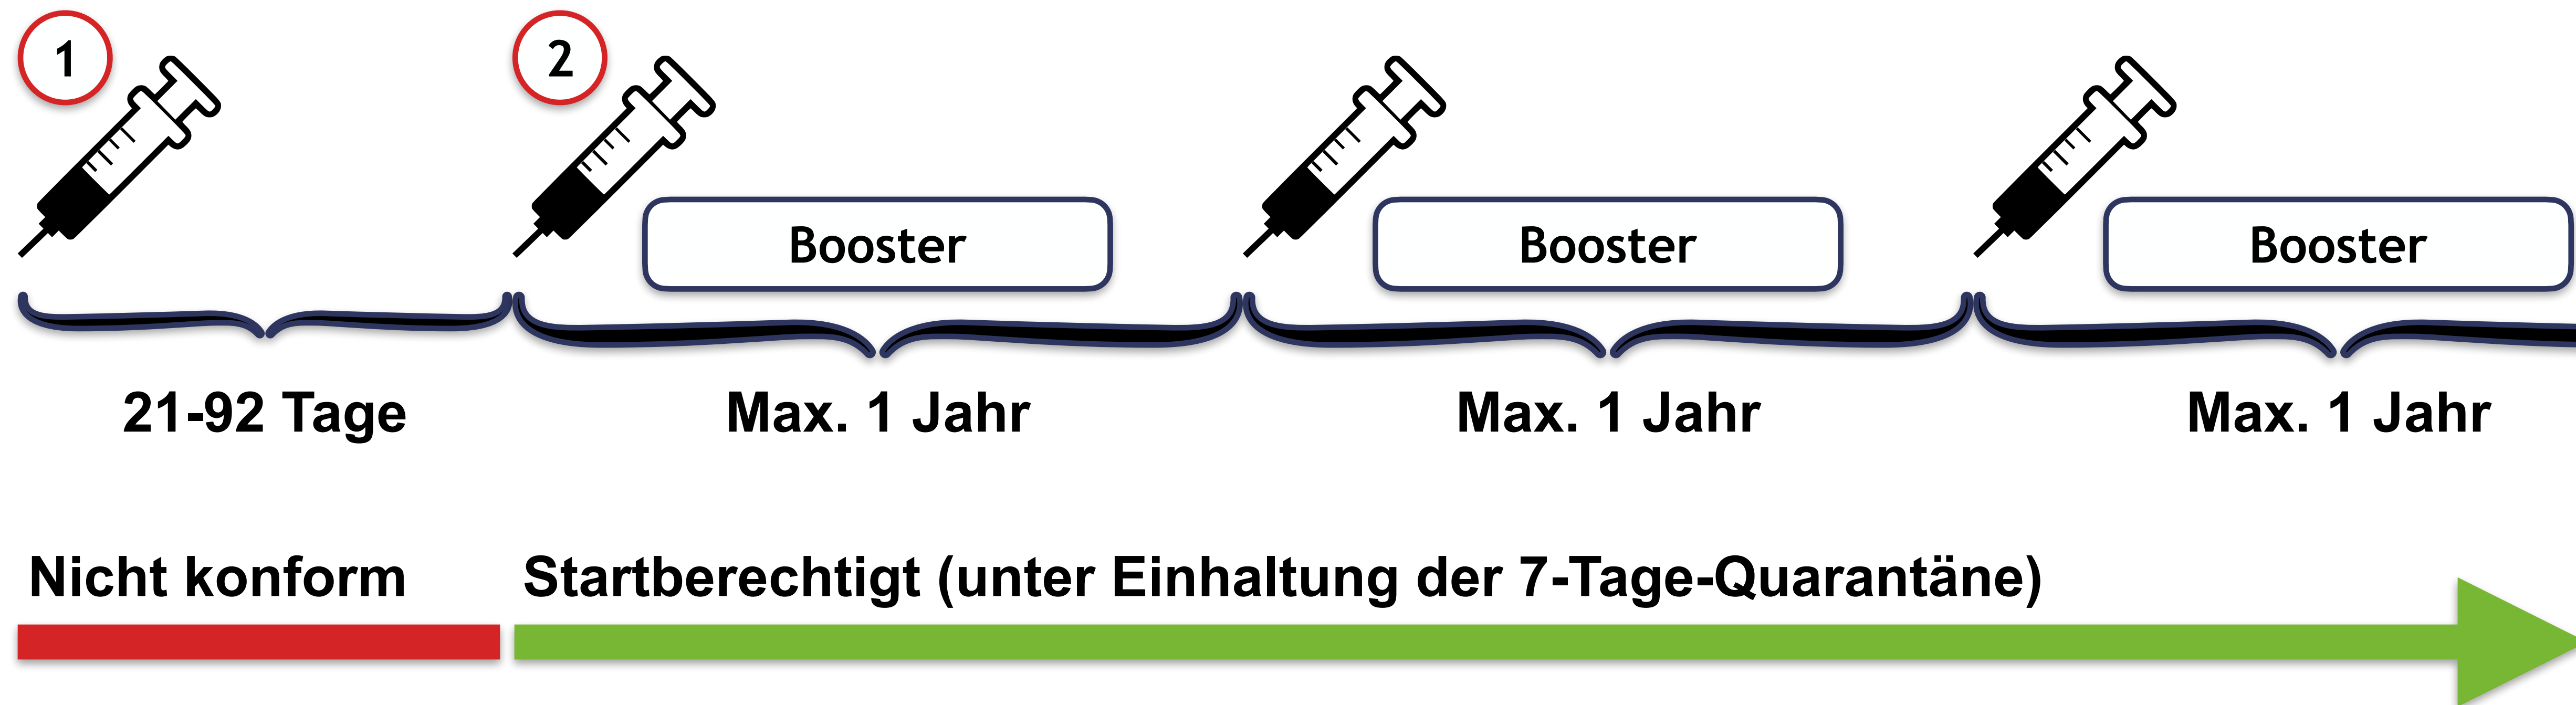 1
2
Booster
Booster
Booster
21-92 Tage
Max. 1 Jahr
Max. 1 Jahr
Max. 1 Jahr
Nicht konform
Startberechtigt (unter Einhaltung der 7-Tage-Quarantäne)